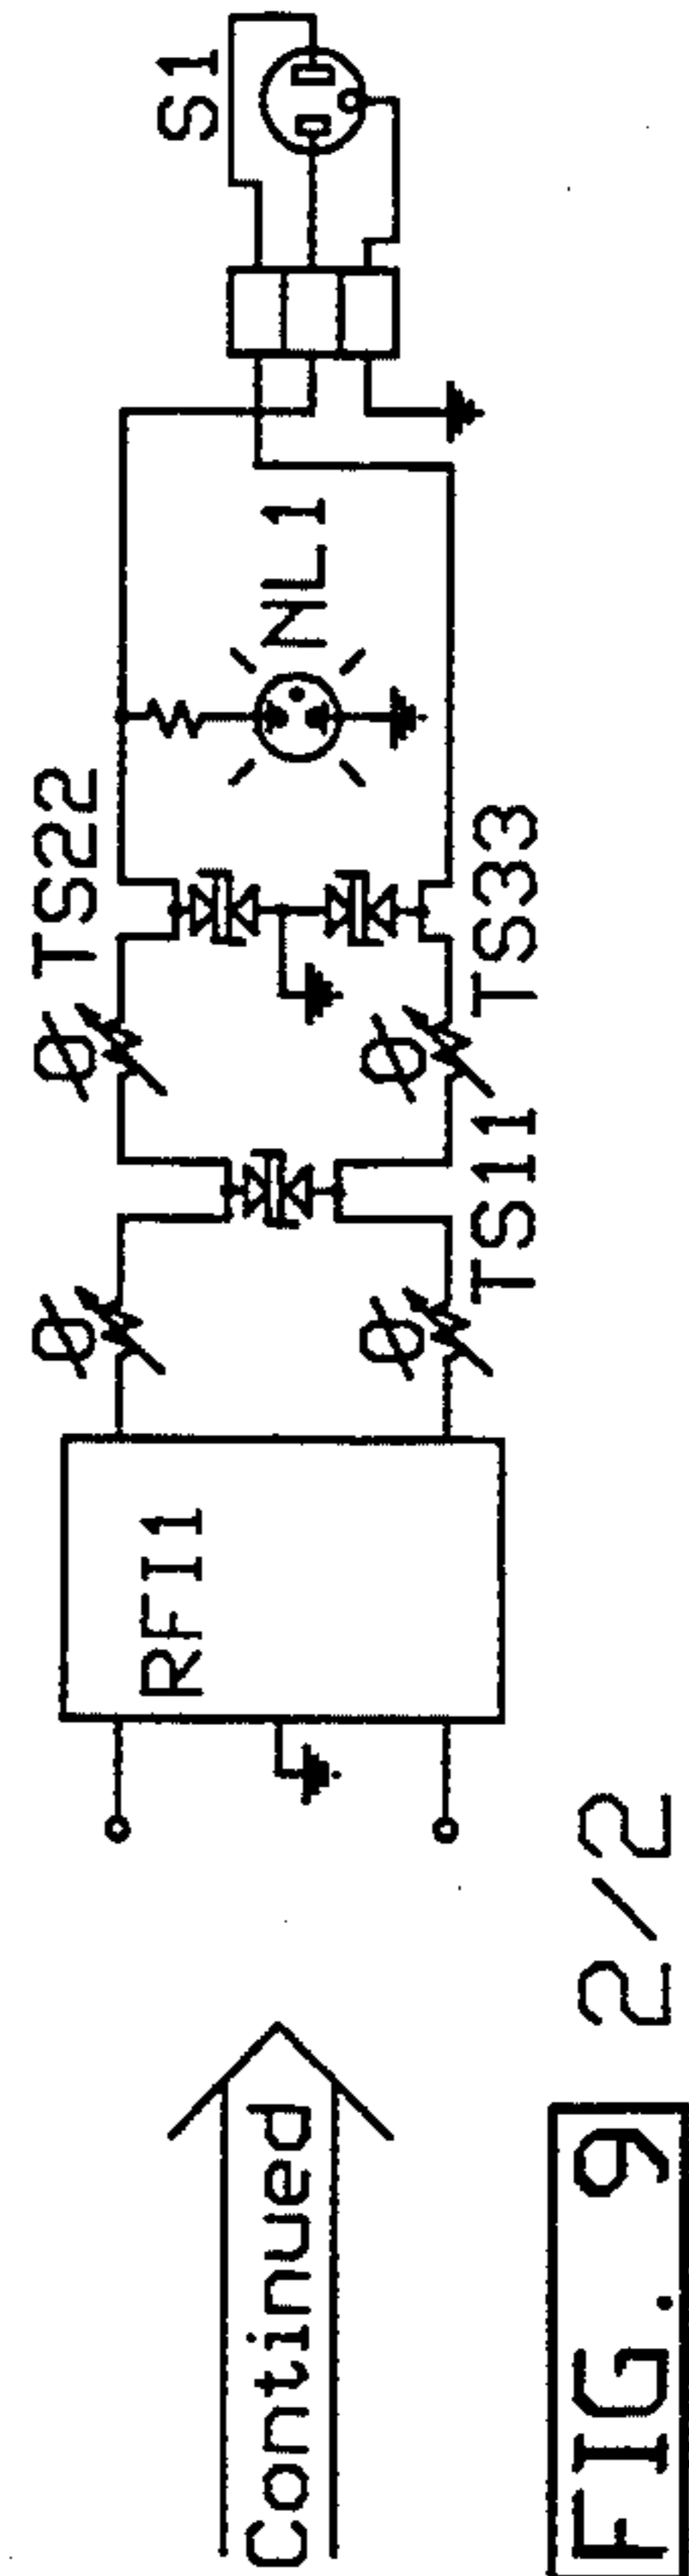 Continued
RFI1
TS11
TS22
TS33
NL1
S1
Ø
Ø
Ø
Ø
FIG. 9 2/2